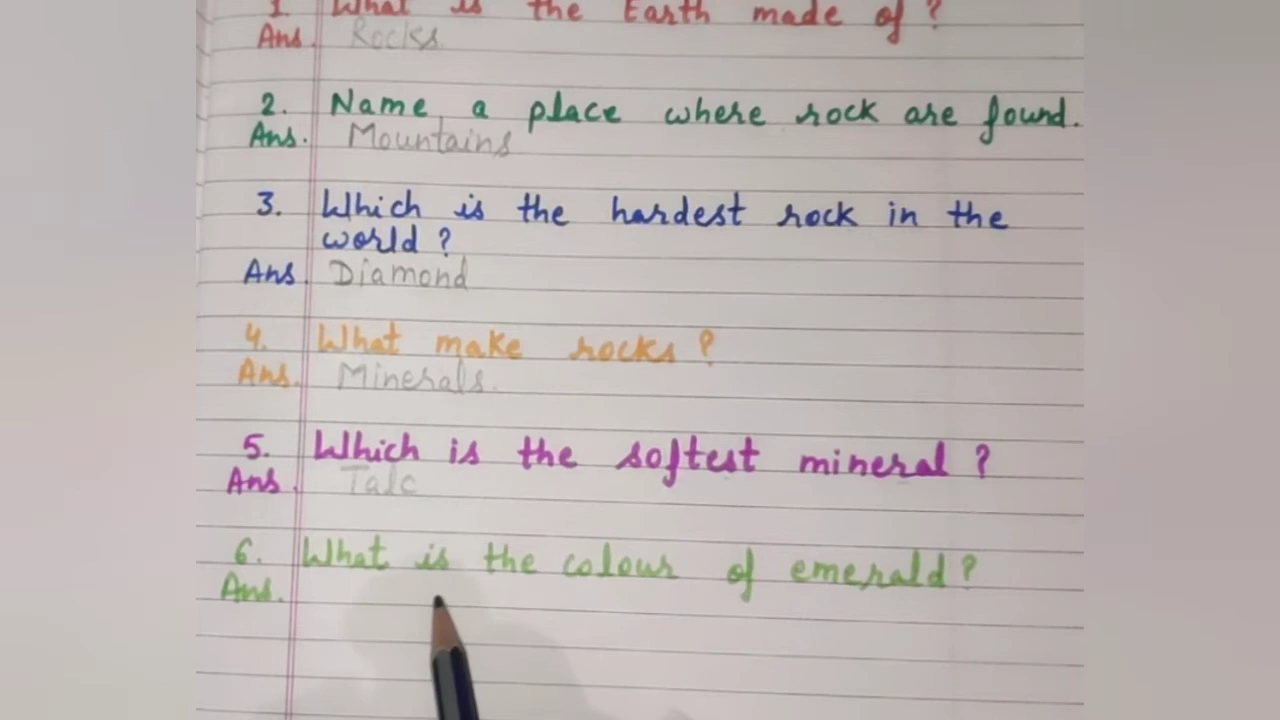 1 What is the Earth made of ?
Ans. Rocks
2. Name a place where rock are found.
Ans. Mountains
3. Which is the hardest rock in the
world ?
Ans. Diamond
4. What make rocks ?
Ans. Minerals.
5. Which is the softest mineral ?
Ans. Talc
6. What is the colour of emerald ?
Ans.